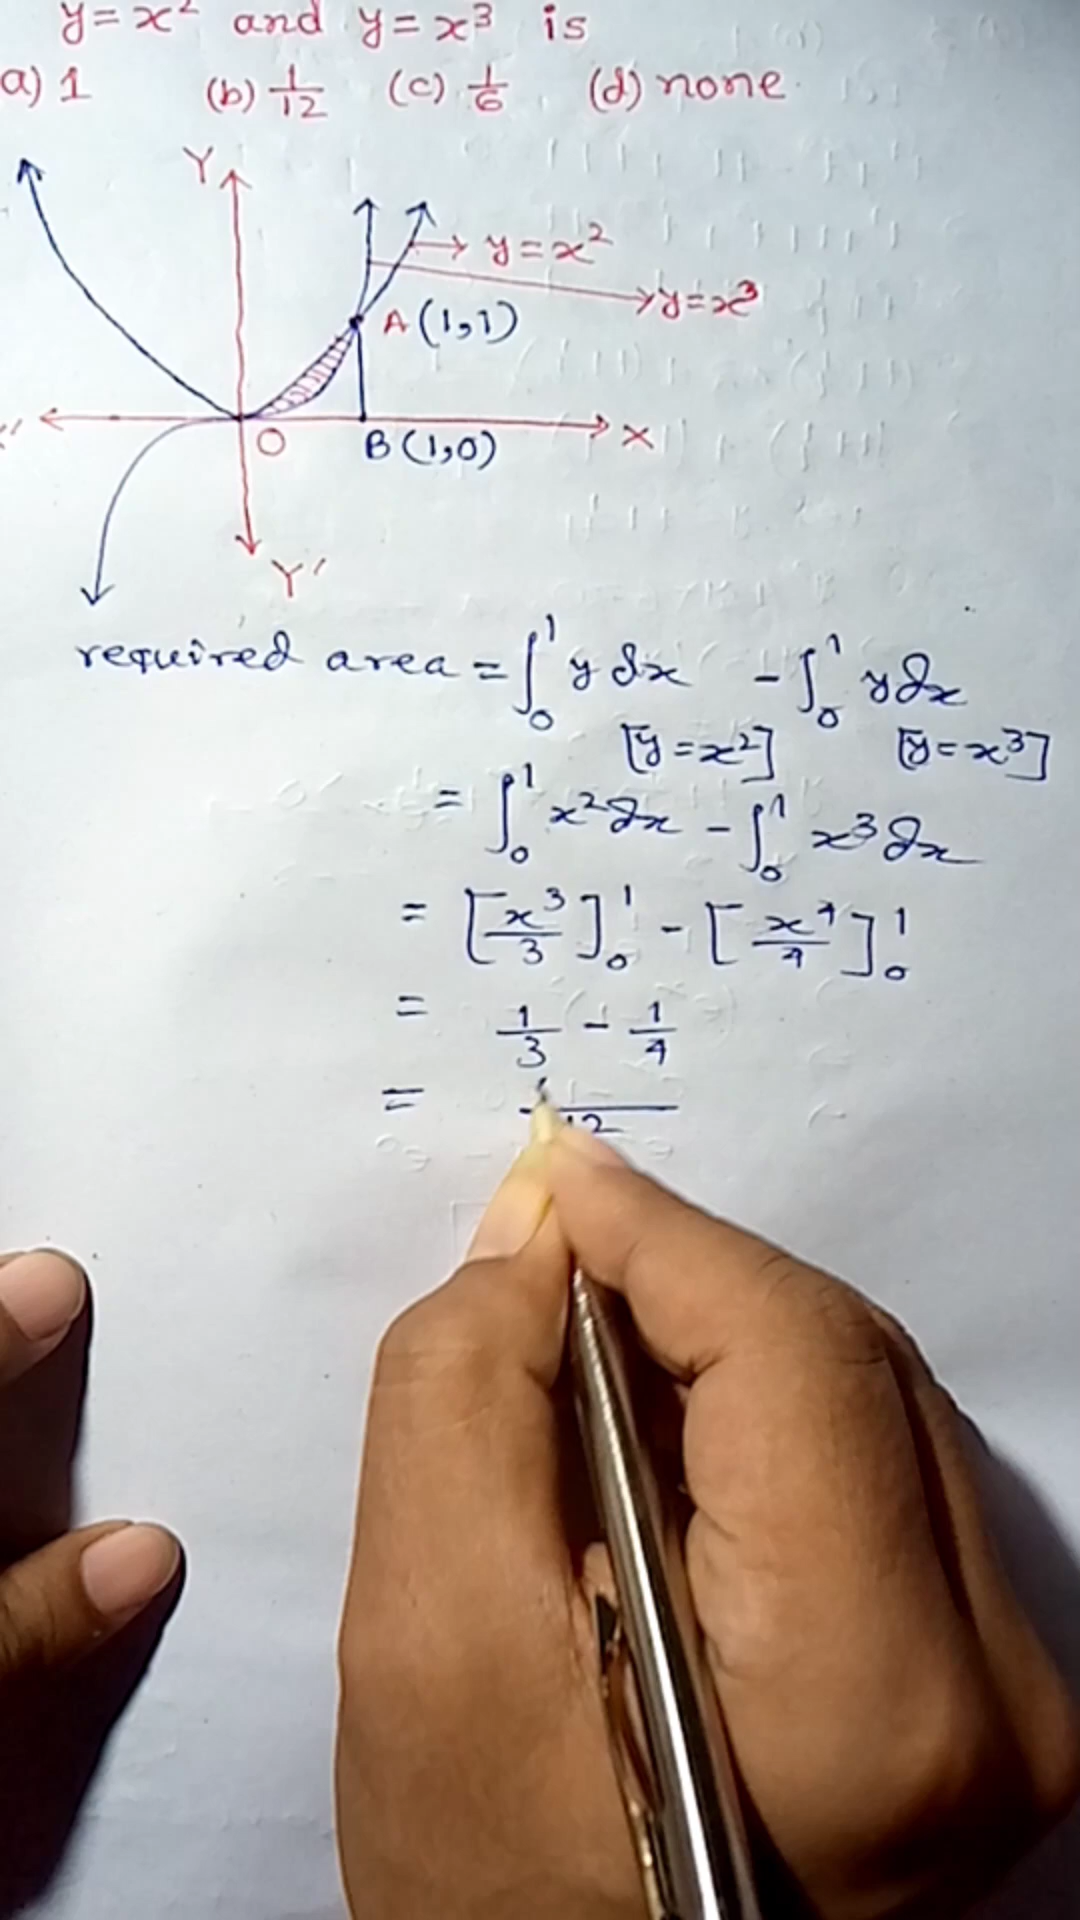 y = x² and y = x³ is
a) 1 (b) 1/12 (c) 1/6 (d) none
Y
y = x²
y = x³
A (1,1)
X' O B (1,0) X
Y'
required area = ∫₀¹ y dx - ∫₀¹ y dx
[y = x²] [y = x³]
= ∫₀¹ x² dx - ∫₀¹ x³ dx
= [x³/3]₀¹ - [x⁴/4]₀¹
= 1/3 - 1/4
= /12